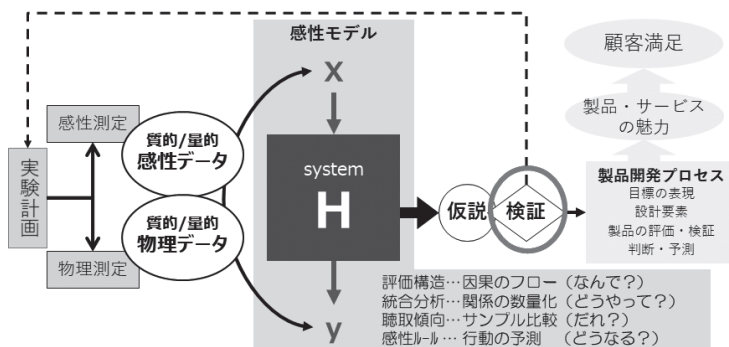 感性モデル
顧客満足
X
製品・サービス
の魅力
感性測定
質的/量的
感性データ
実験計画
system
H
仮説
検証
製品開発プロセス
目標の表現
設計要素
製品の評価・検証
判断・予測
質的/量的
物理データ
物理測定
y
評価構造…因果のフロー（なんで？）
統合分析…関係の数量化（どうやって？）
聴取傾向…サンプル比較（だれ？）
感性ﾙｰﾙ… 行動の予測　（どうなる？）